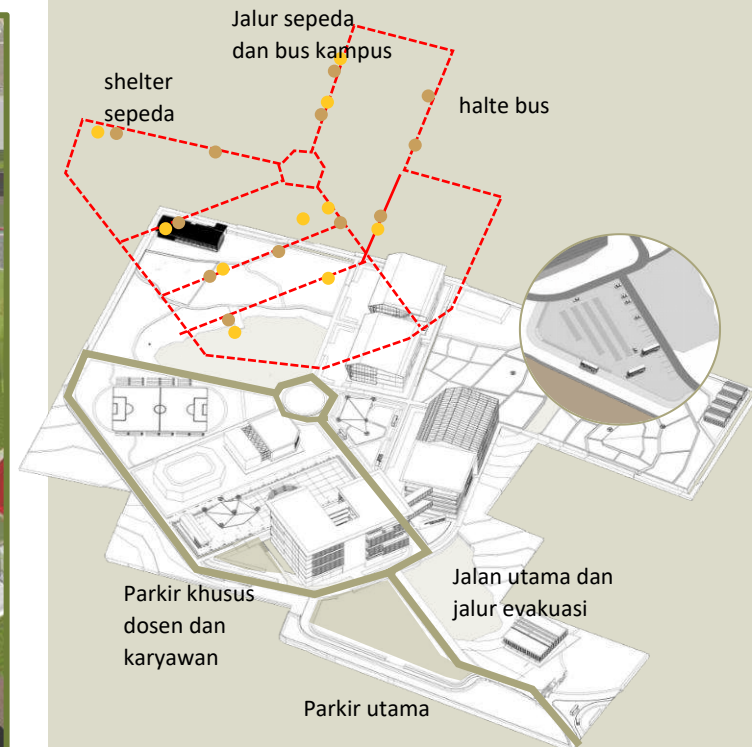 Jalur sepeda
dan bus kampus
shelter
sepeda
halte bus
Parkir khusus
dosen dan
karyawan
Jalan utama dan
jalur evakuasi
Parkir utama